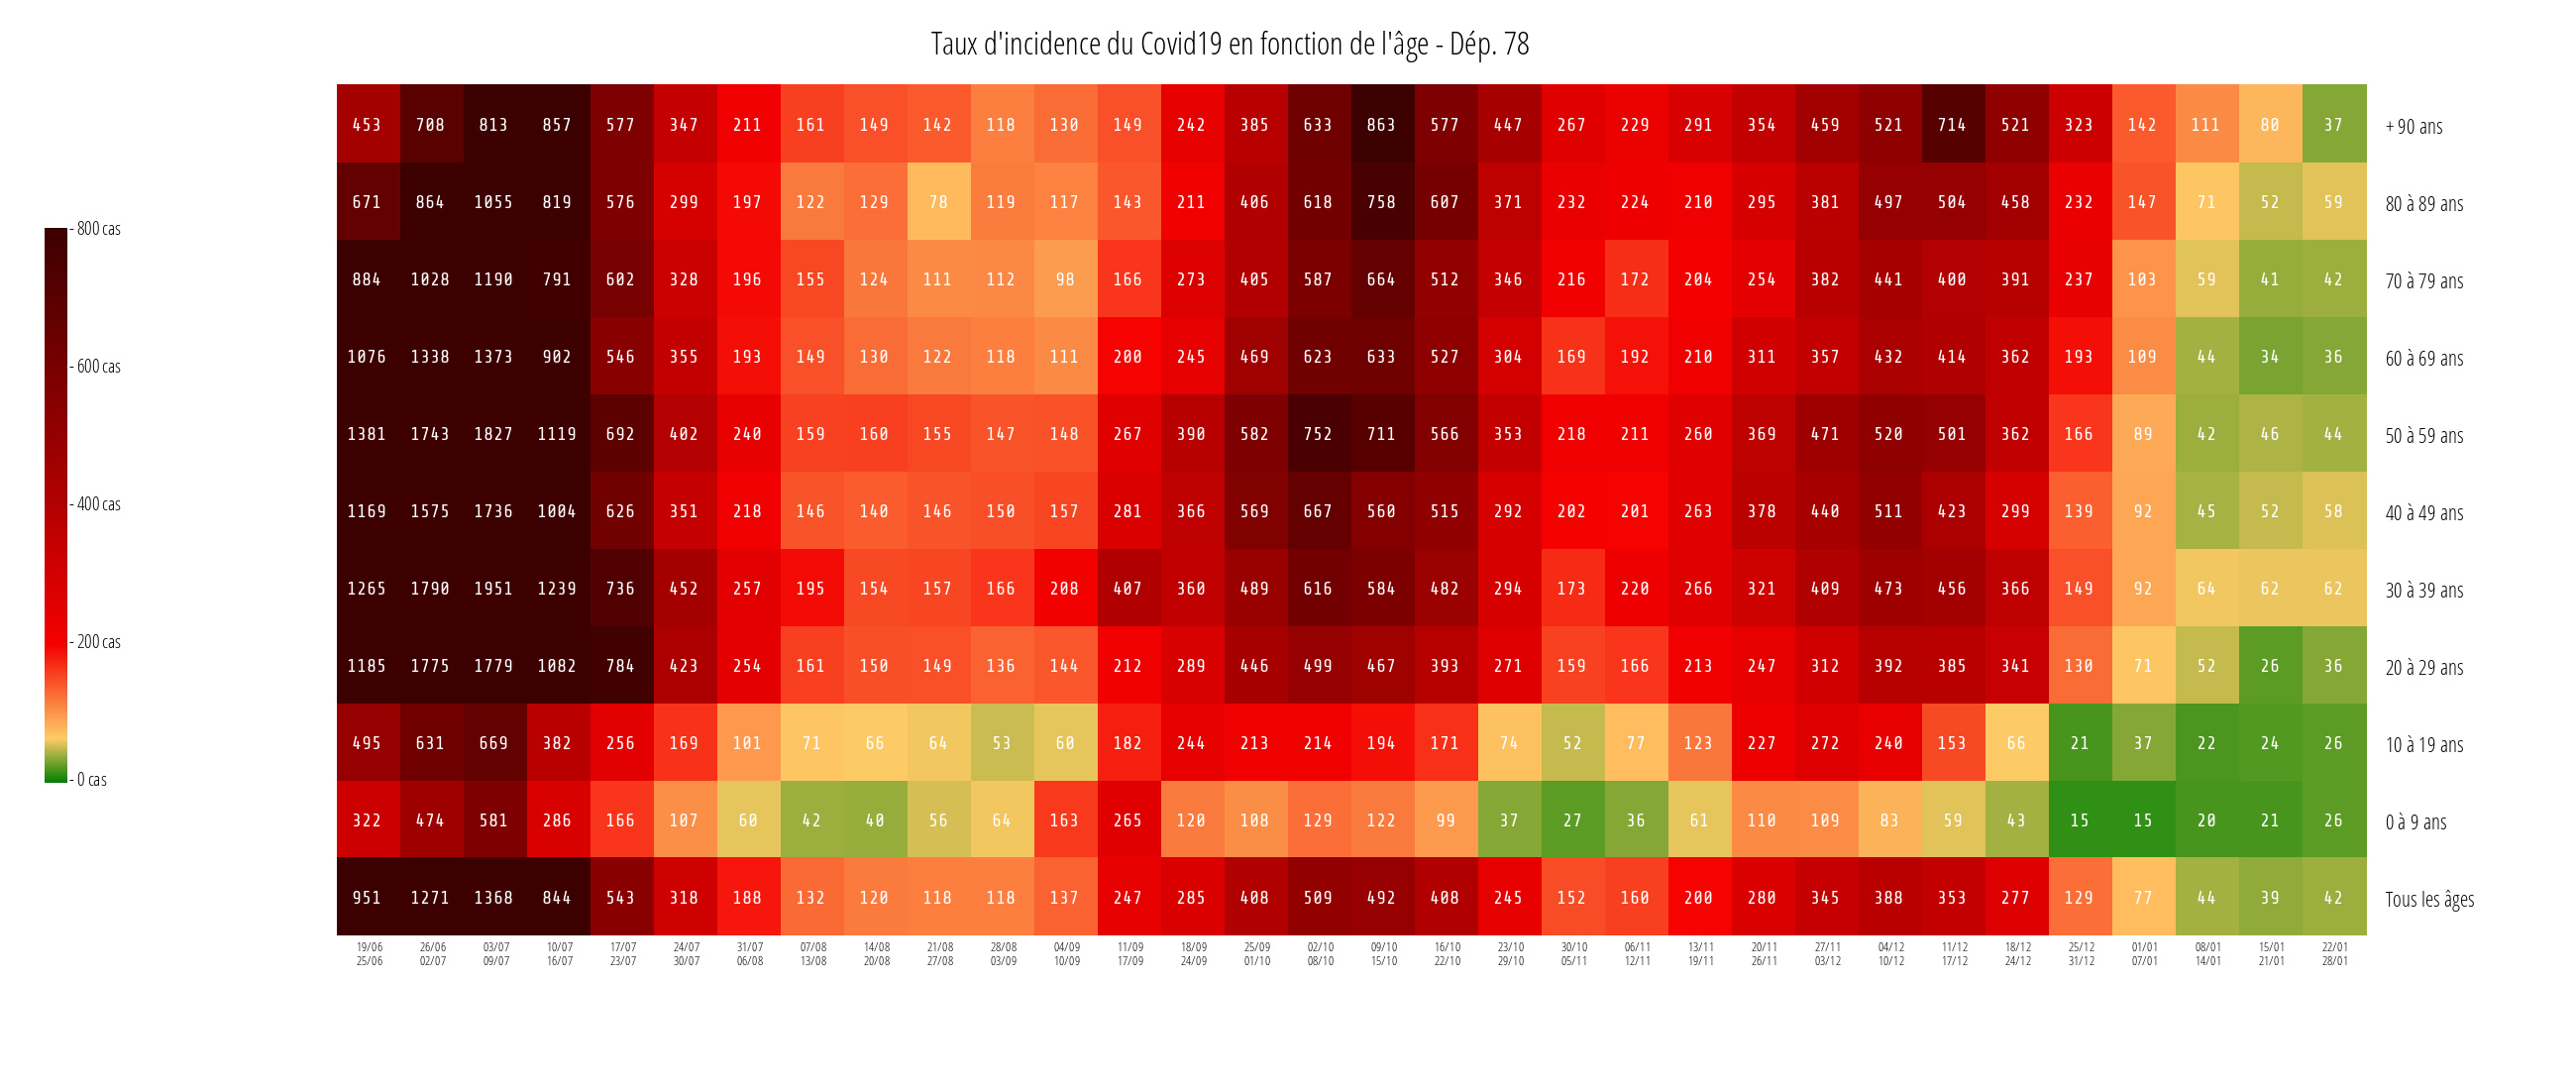 Taux d'incidence du Covid19 en fonction de l'âge - Dép. 78
453 708 813 857 577 347 211 161 149 142 118 130 149 242 385 633 863 577 447 267 229 291 354 459 521 714 521 323 142 111 80 37 + 90 ans
671 864 1055 819 576 299 197 122 129 78 119 117 143 211 406 618 758 607 371 232 224 210 295 381 497 504 458 232 147 71 52 59 80 à 89 ans
- 800 cas
884 1028 1190 791 602 328 196 155 124 111 112 98 166 273 405 587 664 512 346 216 172 204 254 382 441 400 391 237 103 59 41 42 70 à 79 ans
1076 1338 1373 902 546 355 193 149 130 122 118 111 200 245 469 623 633 527 304 169 192 210 311 357 432 414 362 193 109 44 34 36 60 à 69 ans
- 600 cas
1381 1743 1827 1119 692 402 240 159 160 155 147 148 267 390 582 752 711 566 353 218 211 260 369 471 520 501 362 166 89 42 46 44 50 à 59 ans
- 400 cas
1169 1575 1736 1004 626 351 218 146 140 146 150 157 281 366 569 667 560 515 292 202 201 263 378 440 511 423 299 139 92 45 52 58 40 à 49 ans
1265 1790 1951 1239 736 452 257 195 154 157 166 208 407 360 489 616 584 482 294 173 220 266 321 409 473 456 366 149 92 64 62 62 30 à 39 ans
- 200 cas
1185 1775 1779 1082 784 423 254 161 150 149 136 144 212 289 446 499 467 393 271 159 166 213 247 312 392 385 341 130 71 52 26 36 20 à 29 ans
495 631 669 382 256 169 101 71 66 64 53 60 182 244 213 214 194 171 74 52 77 123 227 272 240 153 66 21 37 22 24 26 10 à 19 ans
- 0 cas
322 474 581 286 166 107 60 42 40 56 64 163 265 120 108 129 122 99 37 27 36 61 110 109 83 59 43 15 15 20 21 26 0 à 9 ans
951 1271 1368 844 543 318 188 132 120 118 118 137 247 285 408 509 492 408 245 152 160 200 280 345 388 353 277 129 77 44 39 42 Tous les âges
19/06 26/06 03/07 10/07 17/07 24/07 31/07 07/08 14/08 21/08 28/08 04/09 11/09 18/09 25/09 02/10 09/10 16/10 23/10 30/10 06/11 13/11 20/11 27/11 04/12 11/12 18/12 25/12 01/01 08/01 15/01 22/01
25/06 02/07 09/07 16/07 23/07 30/07 06/08 13/08 20/08 27/08 03/09 10/09 17/09 24/09 01/10 08/10 15/10 22/10 29/10 05/11 12/11 19/11 26/11 03/12 10/12 17/12 24/12 31/12 07/01 14/01 21/01 28/01